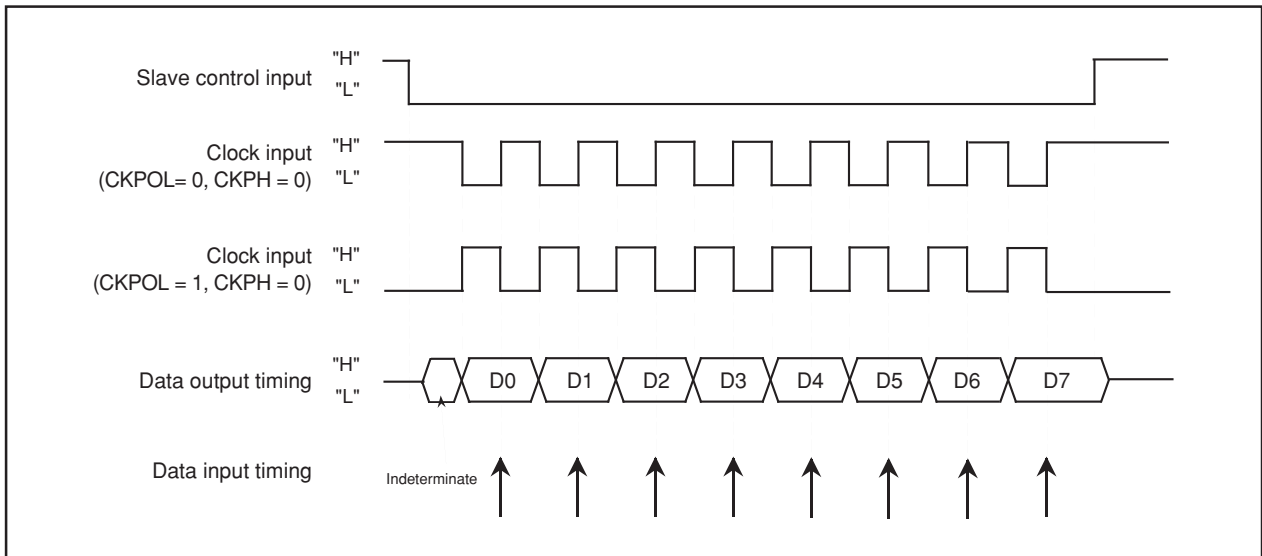 "H"
Slave control input
"L"
Clock input "H"
(CKPOL= 0, CKPH = 0) "L"
Clock input "H"
(CKPOL = 1, CKPH = 0) "L"
"H"
Data output timing D0 D1 D2 D3 D4 D5 D6 D7
"L"
Data input timing
Indeterminate